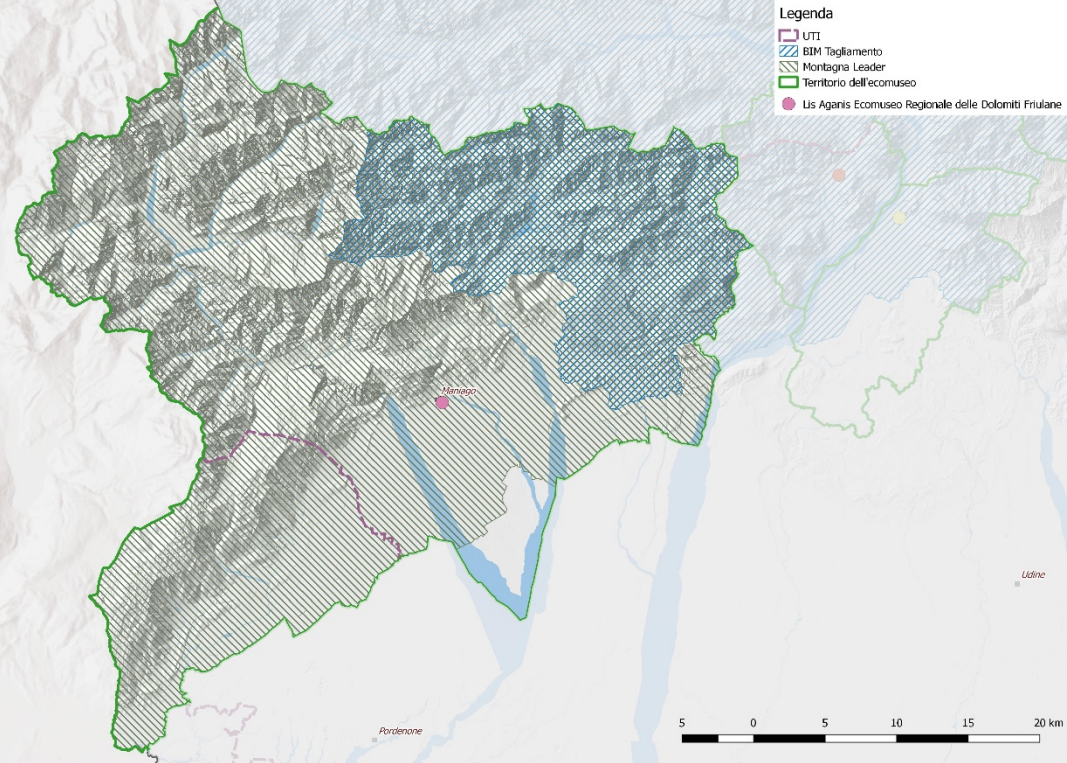 Legenda
UTI
BIM Tagliamento
Montagna Leader
Territorio dell'ecomuseo
Lis Aganis Ecomuseo Regionale delle Dolomiti Friulane
Maniago
Udine
Pordenone
5 0 5 10 15 20 km